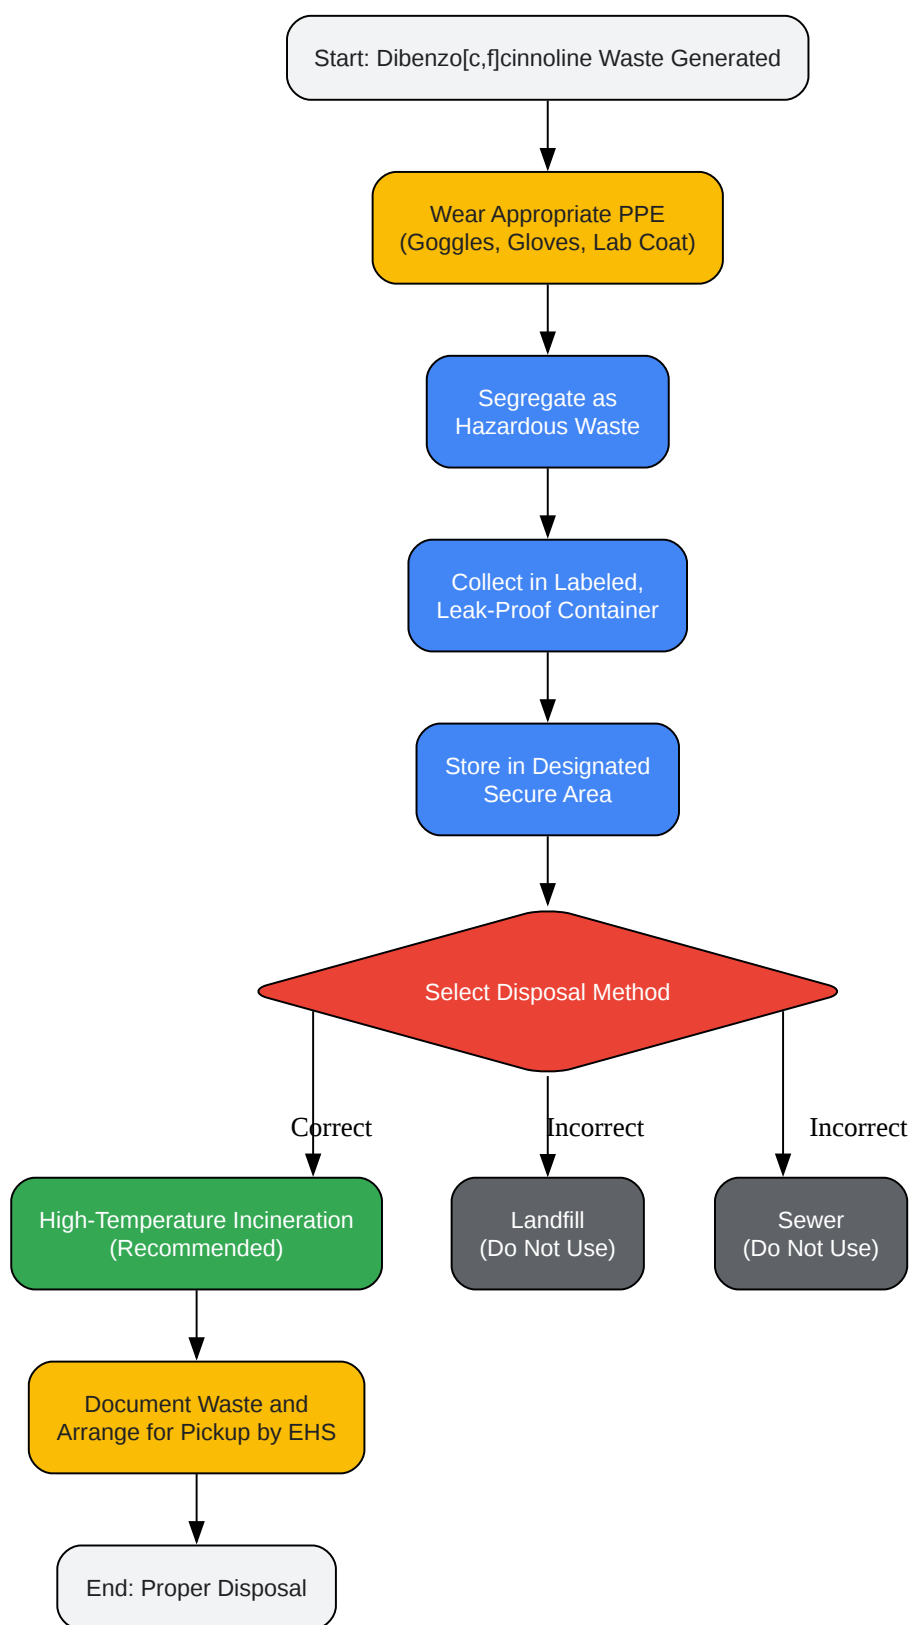 Start: Dibenzo[c,f]cinnoline Waste Generated
Wear Appropriate PPE
(Goggles, Gloves, Lab Coat)
Segregate as
Hazardous Waste
Collect in Labeled,
Leak-Proof Container
Store in Designated
Secure Area
Select Disposal Method
Correct
Incorrect
Incorrect
High-Temperature Incineration
(Recommended)
Landfill
(Do Not Use)
Sewer
(Do Not Use)
Document Waste and
Arrange for Pickup by EHS
End: Proper Disposal